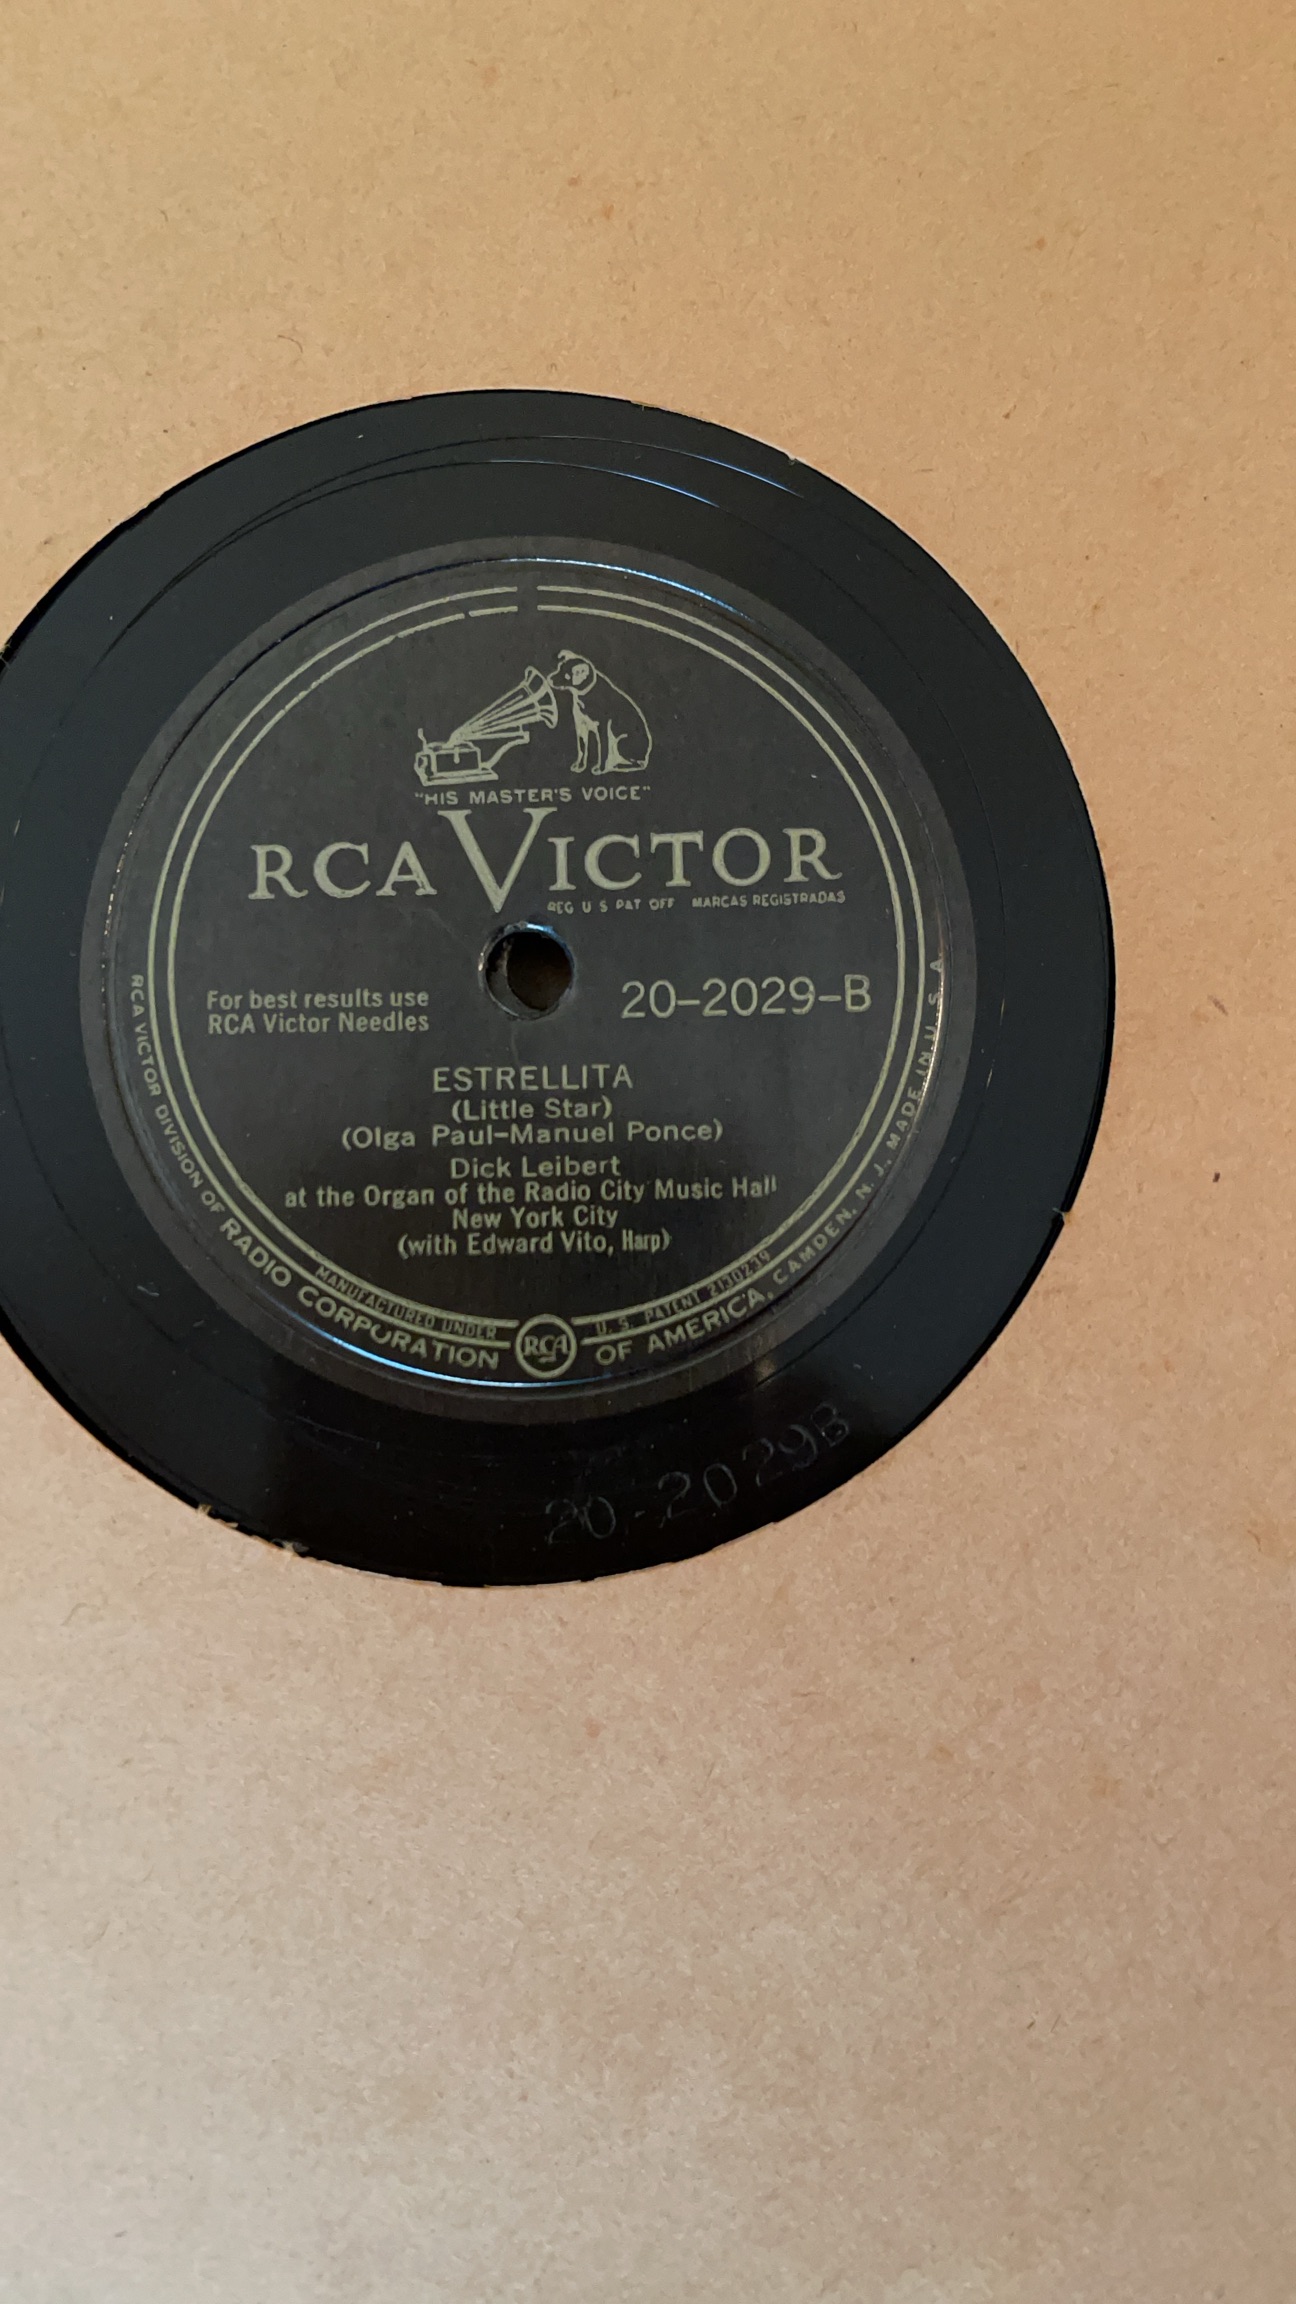 "HIS MASTER'S VOICE"
RCA VICTOR
REG U S PAT OFF MARCAS REGISTRADAS
For best results use
RCA Victor Needles
20-2029-B
ESTRELLITA
(Little Star)
(Olga Paul-Manuel Ponce)
Dick Leibert
at the Organ of the Radio City Music Hall
New York City
(with Edward Vito, Harp)
MANUFACTURED UNDER U. S. PATENT 2130239
RCA VICTOR DIVISION OF RADIO CORPORATION OF AMERICA, CAMDEN, N. J., MADE IN U. S. A.
RCA
20-2029B